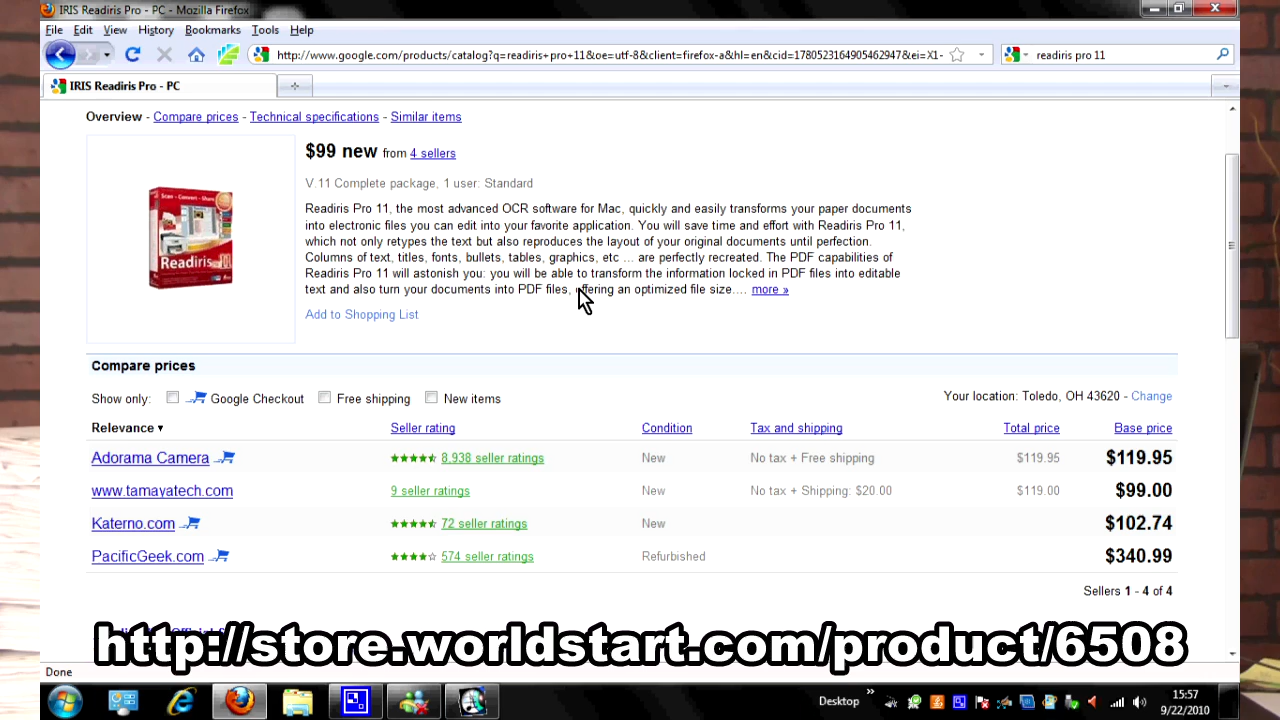 IRIS Readiris Pro - PC - Mozilla Firefox
File Edit View History Bookmarks Tools Help
http://www.google.com/products/catalog?q=readiris+pro+11&oe=utf-8&client=firefox-a&hl=en&cid=1780523164905462947&ei=X1- readiris pro 11
IRIS Readiris Pro - PC
Overview - Compare prices - Technical specifications - Similar items
$99 new from 4 sellers
V.11 Complete package, 1 user: Standard
Readiris Pro 11, the most advanced OCR software for Mac, quickly and easily transforms your paper documents
into electronic files you can edit into your favorite application. You will save time and effort with Readiris Pro 11,
which not only retypes the text but also reproduces the layout of your original documents until perfection.
Columns of text, titles, fonts, bullets, tables, graphics, etc ... are perfectly recreated. The PDF capabilities of
Readiris Pro 11 will astonish you: you will be able to transform the information locked in PDF files into editable
text and also turn your documents into PDF files, offering an optimized file size.... more »
Add to Shopping List
Scan - Convert - Share
Readiris
Compare prices
Show only: Google Checkout Free shipping New items
Your location: Toledo, OH 43620 - Change
Relevance ▾ Seller rating Condition Tax and shipping Total price Base price
Adorama Camera 8,938 seller ratings New No tax + Free shipping $119.95 $119.95
www.tamayatech.com 9 seller ratings New No tax + Shipping: $20.00 $119.00 $99.00
Katerno.com 72 seller ratings New $102.74
PacificGeek.com 574 seller ratings Refurbished $340.99
Sellers 1 - 4 of 4
http://store.worldstart.com/product/6508
Done
Desktop » 15:57
9/22/2010